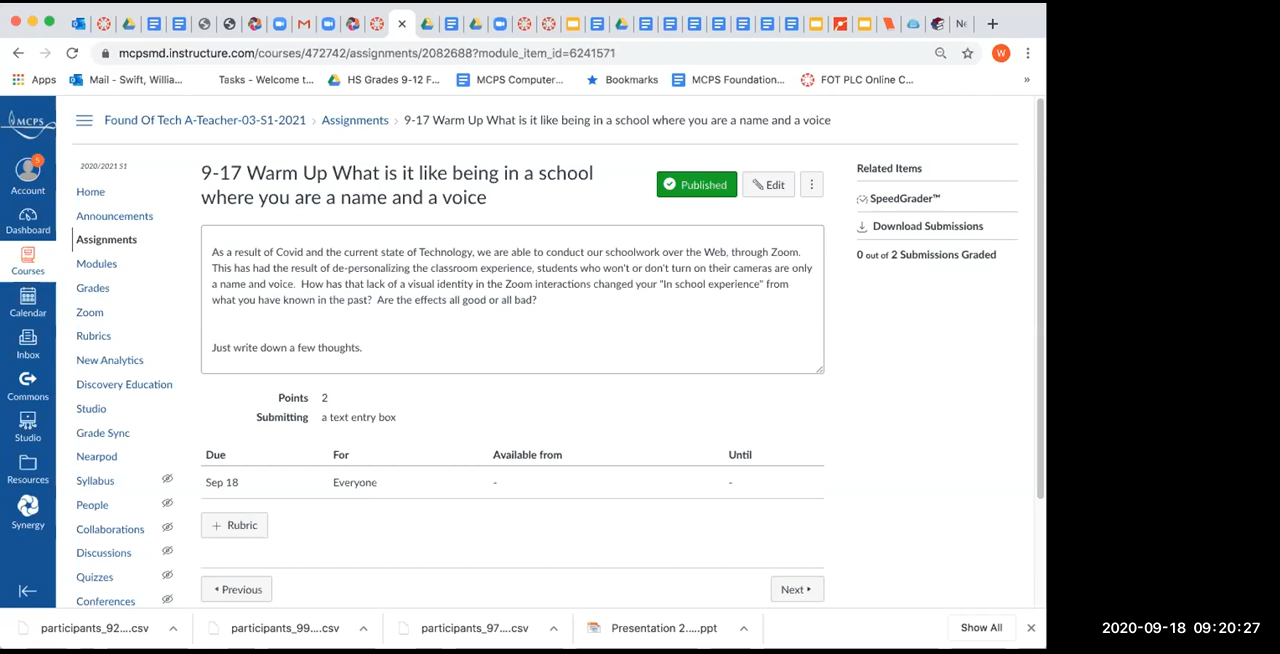 mcpsmd.instructure.com/courses/472742/assignments/2082688?module_item_id=6241571
W
Apps Mail - Swift, Willia... Tasks - Welcome t... HS Grades 9-12 F... MCPS Computer... Bookmarks MCPS Foundation... FOT PLC Online C... »
MCPS
Found Of Tech A-Teacher-03-S1-2021 › Assignments › 9-17 Warm Up What is it like being in a school where you are a name and a voice
5
Account
Dashboard
Courses
Calendar
Inbox
Commons
Studio
Resources
Synergy
2020/2021 S1
Home
Announcements
Assignments
Modules
Grades
Zoom
Rubrics
New Analytics
Discovery Education
Studio
Grade Sync
Nearpod
Syllabus
People
Collaborations
Discussions
Quizzes
Conferences
9-17 Warm Up What is it like being in a school
where you are a name and a voice
Published Edit
As a result of Covid and the current state of Technology, we are able to conduct our schoolwork over the Web, through Zoom.
This has had the result of de-personalizing the classroom experience, students who won't or don't turn on their cameras are only
a name and voice. How has that lack of a visual identity in the Zoom interactions changed your "In school experience" from
what you have known in the past? Are the effects all good or all bad?
Just write down a few thoughts.
Points 2
Submitting a text entry box
Due For Available from Until
Sep 18 Everyone - -
+ Rubric
Previous Next
Related Items
SpeedGrader™
Download Submissions
0 out of 2 Submissions Graded
participants_92....csv participants_99....csv participants_97....csv Presentation 2.....ppt Show All
2020-09-18 09:20:27